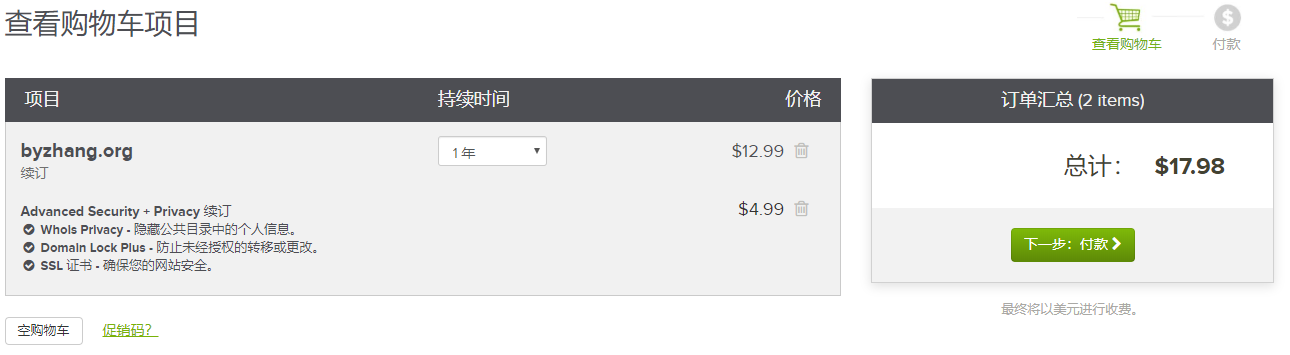 查看购物车项目
查看购物车
付款
项目 持续时间 价格
byzhang.org
续订
1 年
$12.99
Advanced Security + Privacy 续订
$4.99
Whois Privacy - 隐藏公共目录中的个人信息。
Domain Lock Plus - 防止未经授权的转移或更改。
SSL 证书 - 确保您的网站安全。
空购物车
促销码？
订单汇总 (2 items)
总计： $17.98
下一步：付款
最终将以美元进行收费。